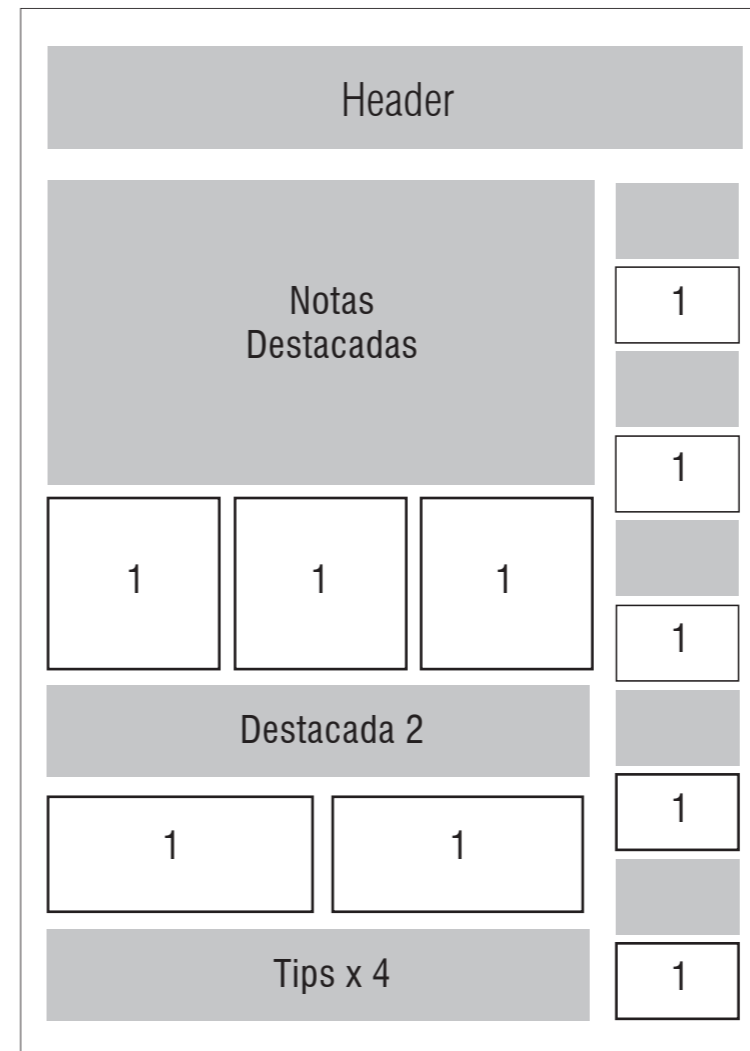 Header
Notas
Destacadas
1 1 1
Destacada 2
1 1
Tips x 4
1
1
1
1
1